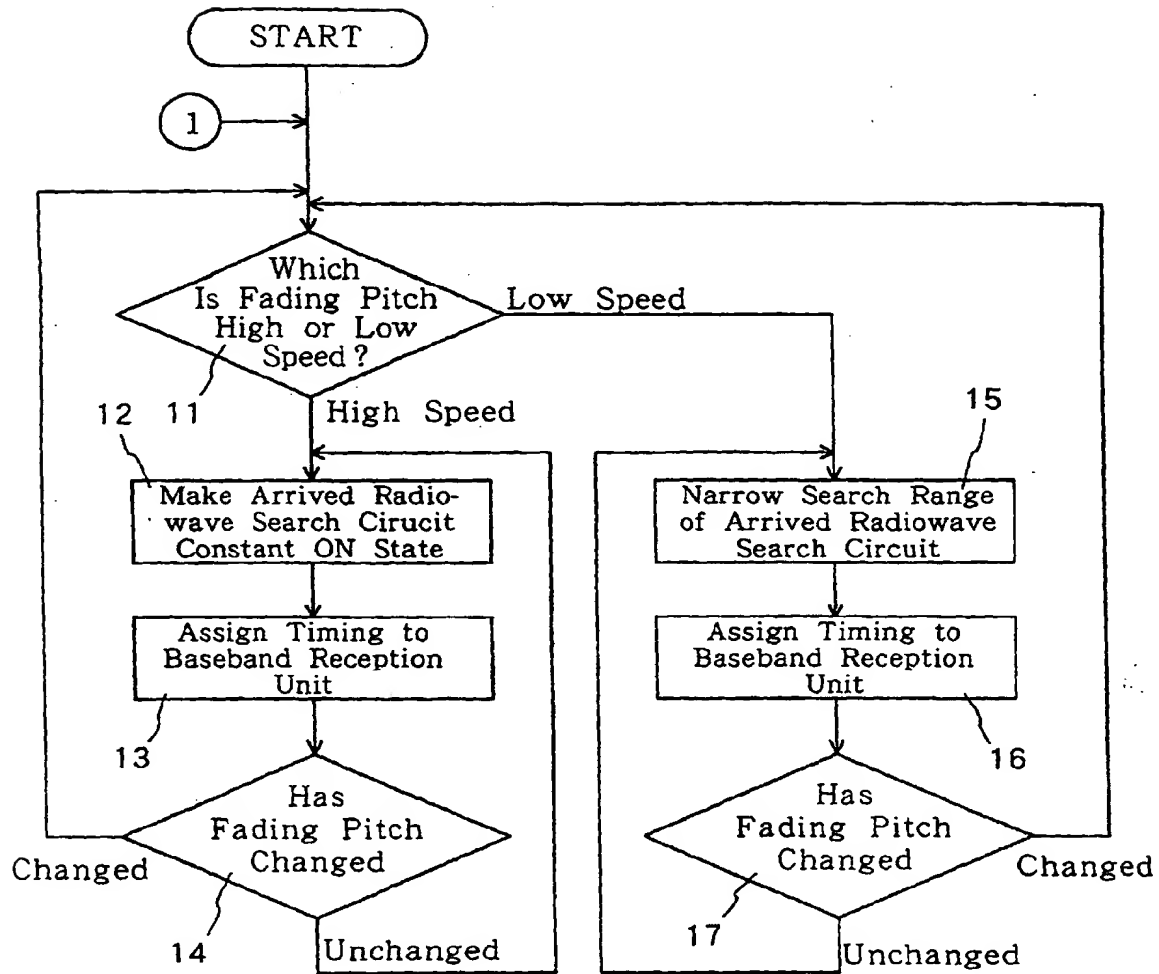 START
1
Which
Is Fading Pitch
High or Low
Speed?
Low Speed
11
High Speed
12
Make Arrived Radio-
wave Search Cirucit
Constant ON State
Assign Timing to
Baseband Reception
Unit
13
Has
Fading Pitch
Changed
Changed
14
Unchanged
15
Narrow Search Range
of Arrived Radiowave
Search Circuit
Assign Timing to
Baseband Reception
Unit
16
Has
Fading Pitch
Changed
Changed
17
Unchanged